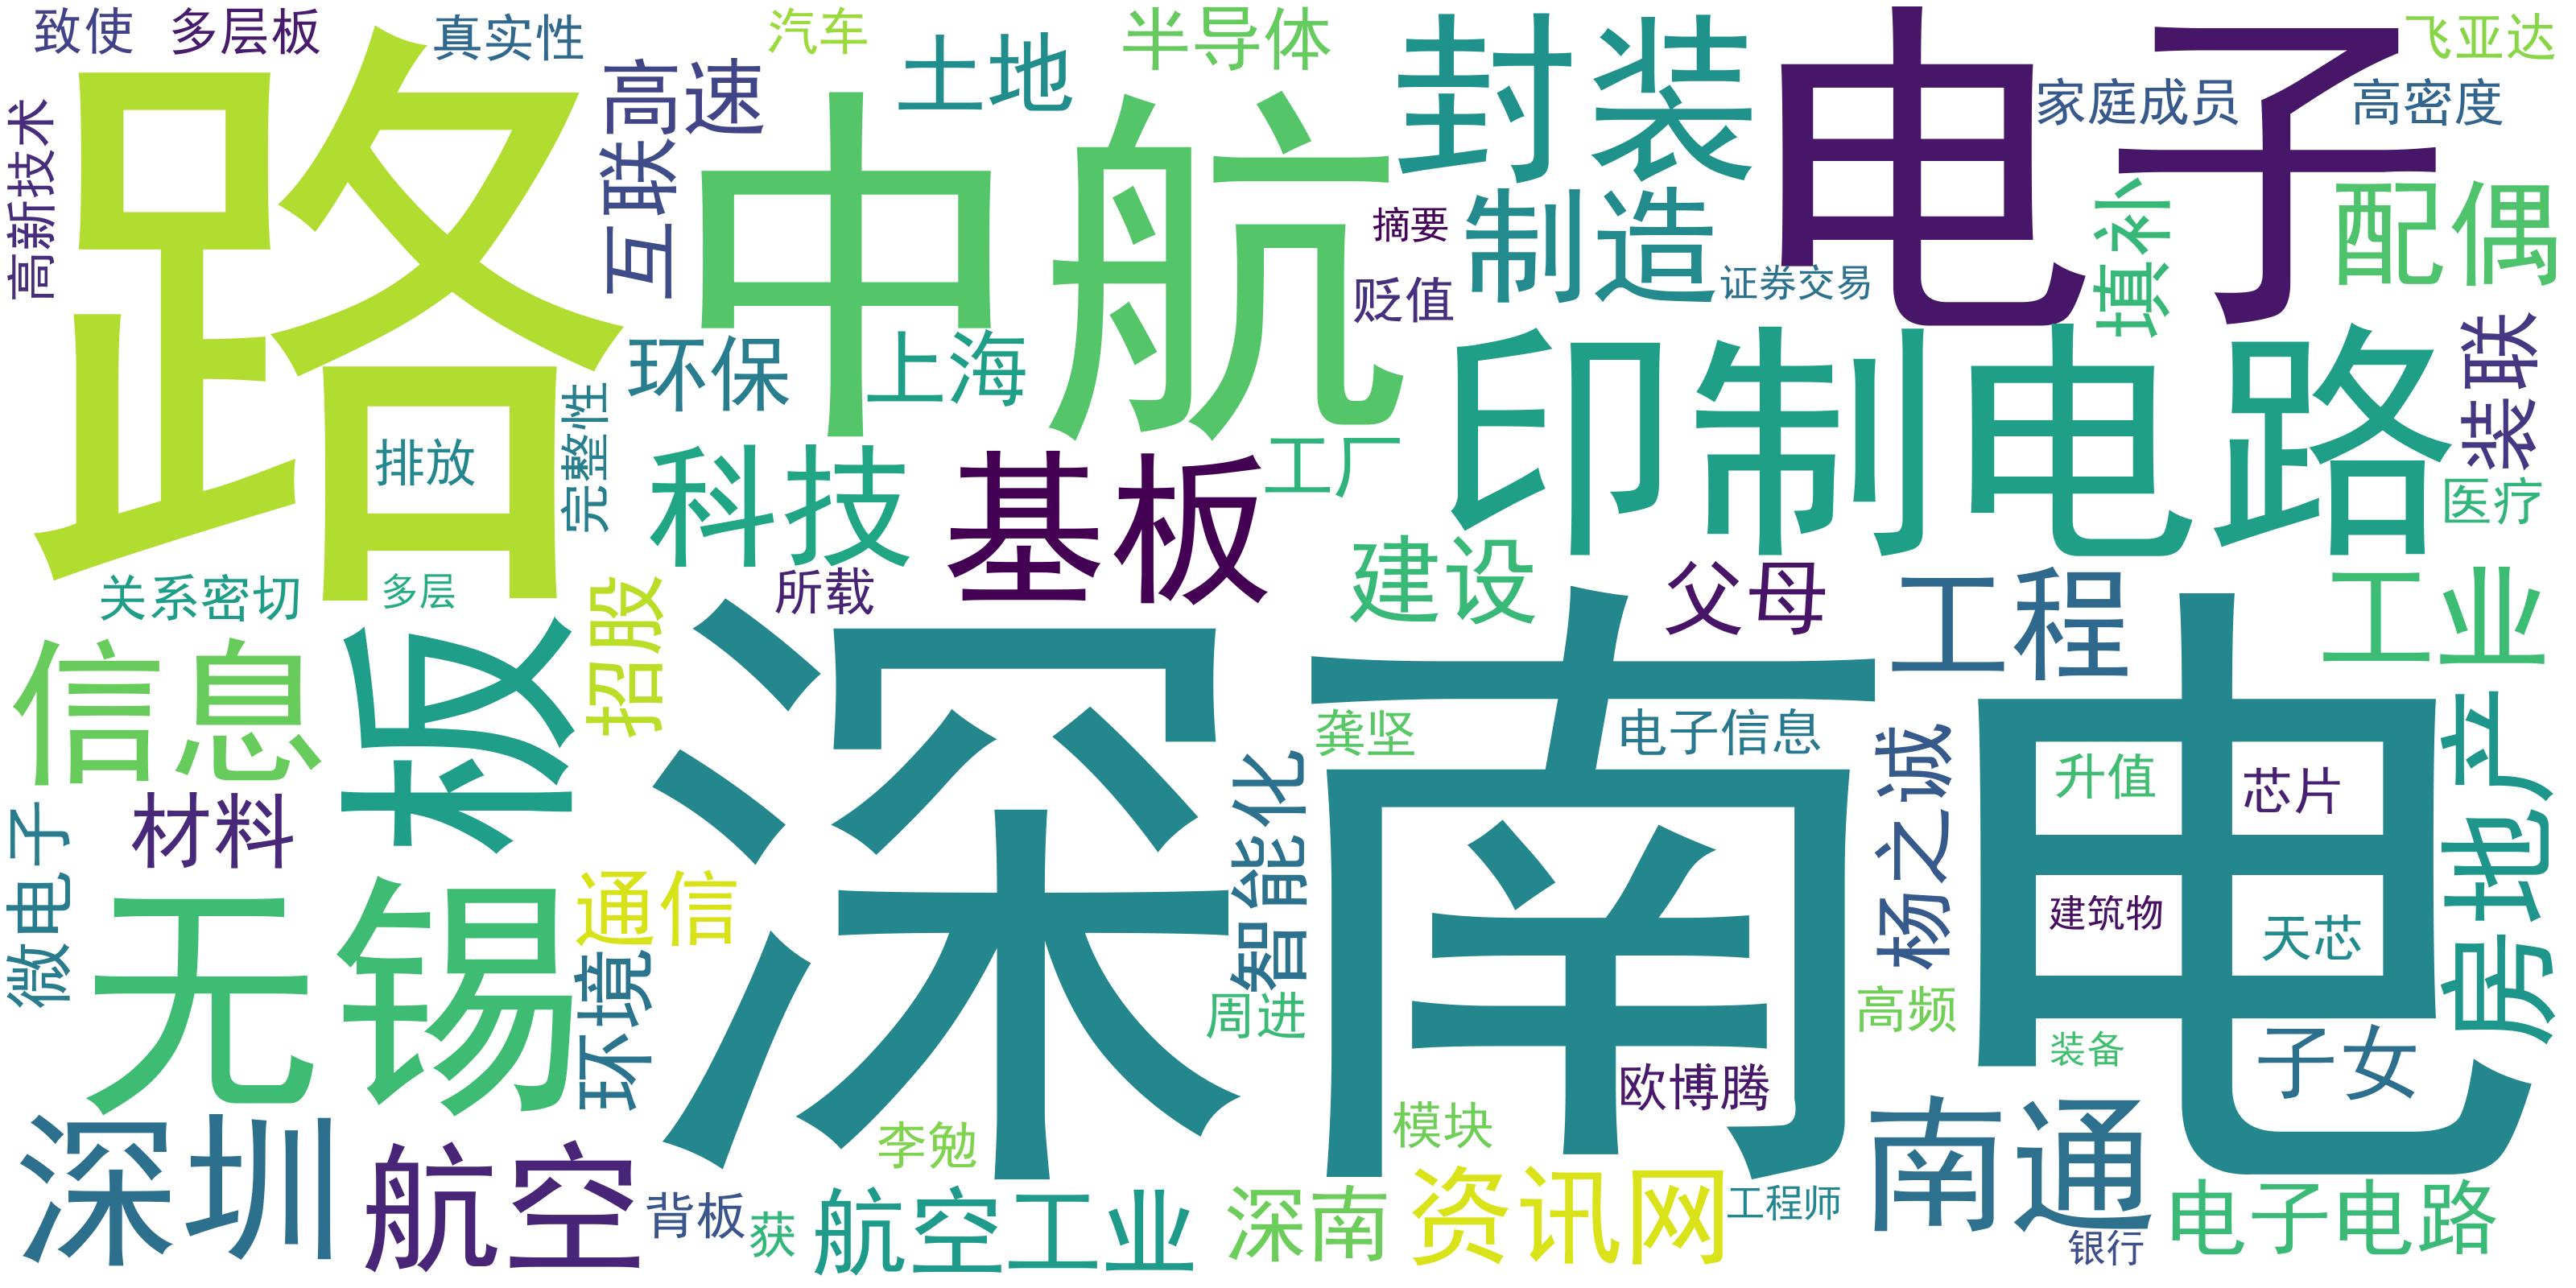 致使
多层板
真实性
汽车
半导体
飞亚达
高速
土地
封装
电子
家庭成员
高密度
高新技术
路
互联
中航
摘要
制造
填补
配偶
贬值
证券交易
环保
上海
印制电路
装联
排放
完整性
科技
基板
工厂
医疗
关系密切
多层
所载
建设
父母
工程
工业
信息
板
招股
深南电
龚坚
电子信息
杨之诚
升值
芯片
房地产
材料
智能化
微电子
无锡
通信
建筑物
天芯
环境
周进
高频
装备
子女
欧博腾
深圳
航空
李勉
模块
南通
背板
获
航空工业
深南
资讯网
工程师
电子电路
银行